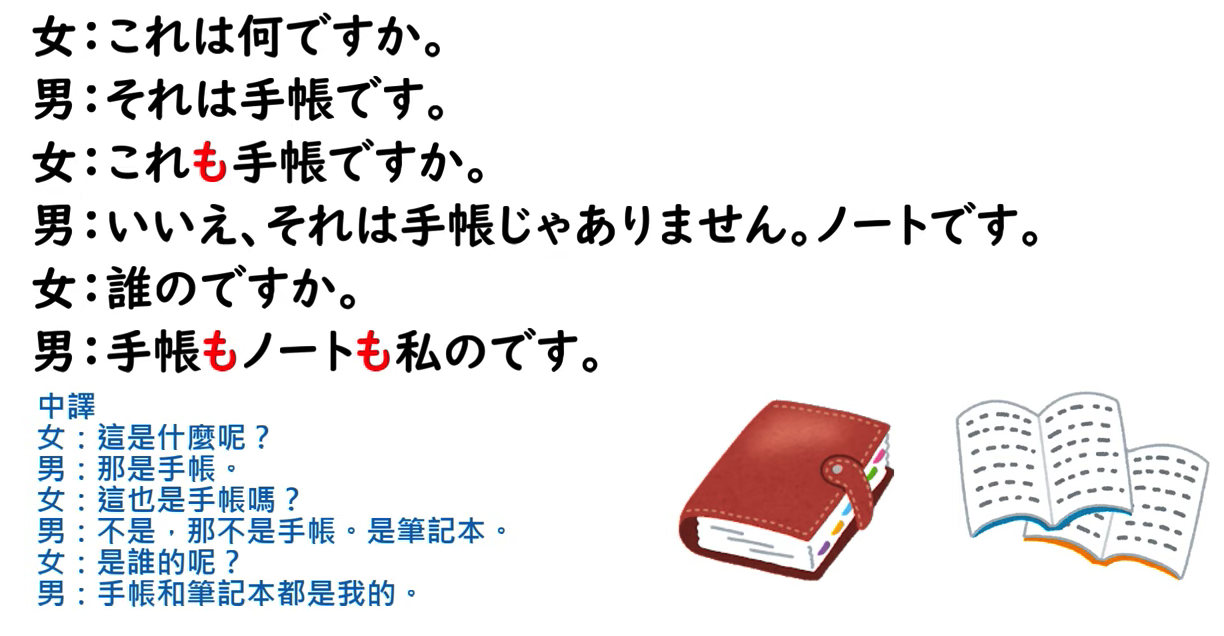 女：これは何ですか。
男：それは手帳です。
女：これも手帳ですか。
男：いいえ、それは手帳じゃありません。ノートです。
女：誰のですか。
男：手帳もノートも私のです。
中譯
女：這是什麼呢？
男：那是手帳。
女：這也是手帳嗎？
男：不是，那不是手帳。是筆記本。
女：是誰的呢？
男：手帳和筆記本都是我的。